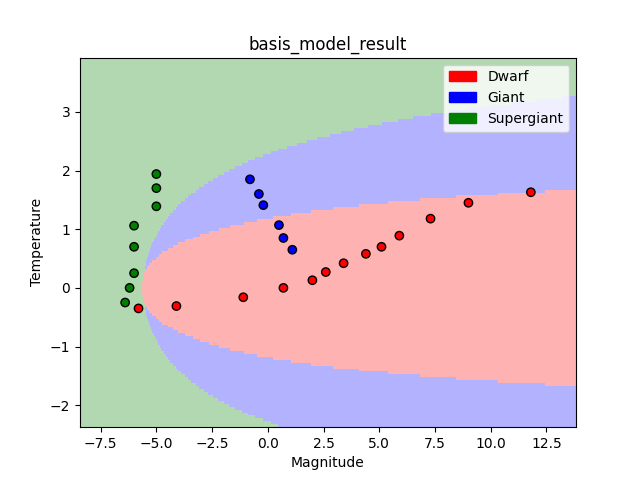 basis_model_result
Dwarf
Giant
Supergiant
Temperature
3
2
1
0
−1
−2
−7.5 −5.0 −2.5 0.0 2.5 5.0 7.5 10.0 12.5
Magnitude